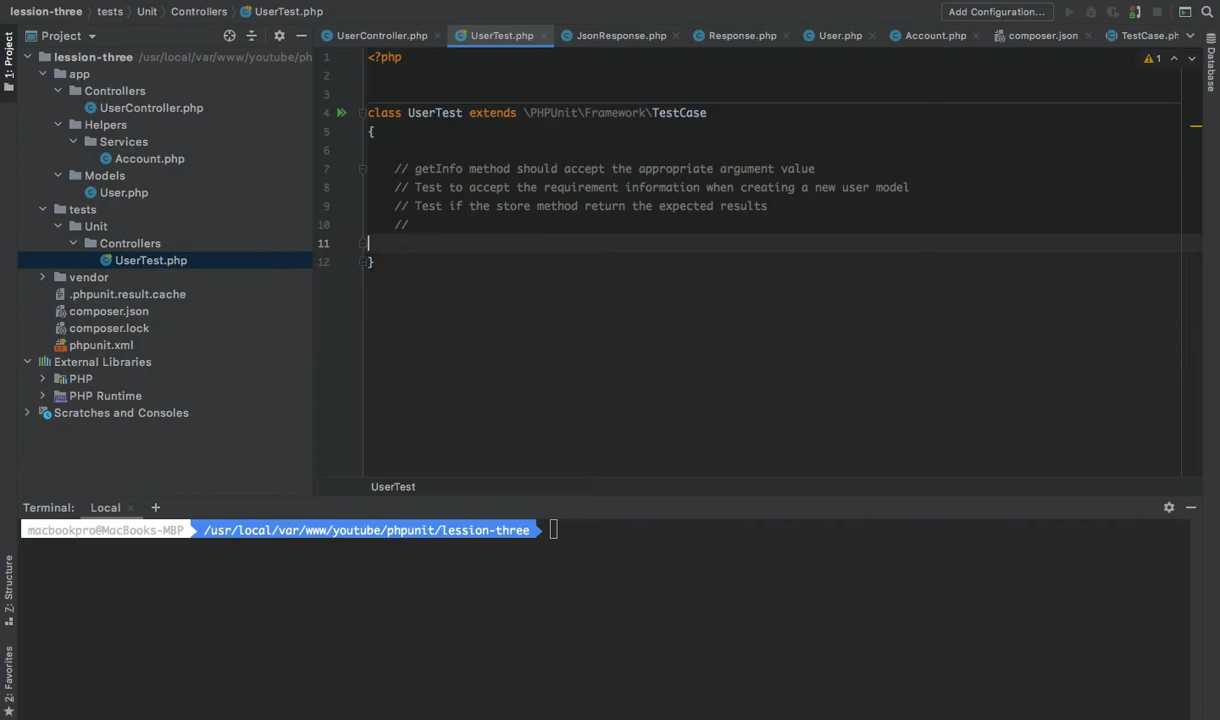 lession-three tests Unit Controllers UserTest.php Add Configuration...
1: Project
Project
UserController.php UserTest.php JsonResponse.php Response.php User.php Account.php composer.json TestCase.ph
lession-three /usr/local/var/www/youtube/ph
app
Controllers
UserController.php
Helpers
Services
Account.php
Models
User.php
tests
Unit
Controllers
UserTest.php
vendor
.phpunit.result.cache
composer.json
composer.lock
phpunit.xml
External Libraries
PHP
PHP Runtime
Scratches and Consoles
1 <?php
2
3
4 class UserTest extends \PHPUnit\Framework\TestCase
5 {
6
7 // getInfo method should accept the appropriate argument value
8 // Test to accept the requirement information when creating a new user model
9 // Test if the store method return the expected results
10 //
11
12 }
1
Database
UserTest
Terminal: Local +
macbookpro@MacBooks-MBP /usr/local/var/www/youtube/phpunit/lession-three
Z: Structure
2: Favorites